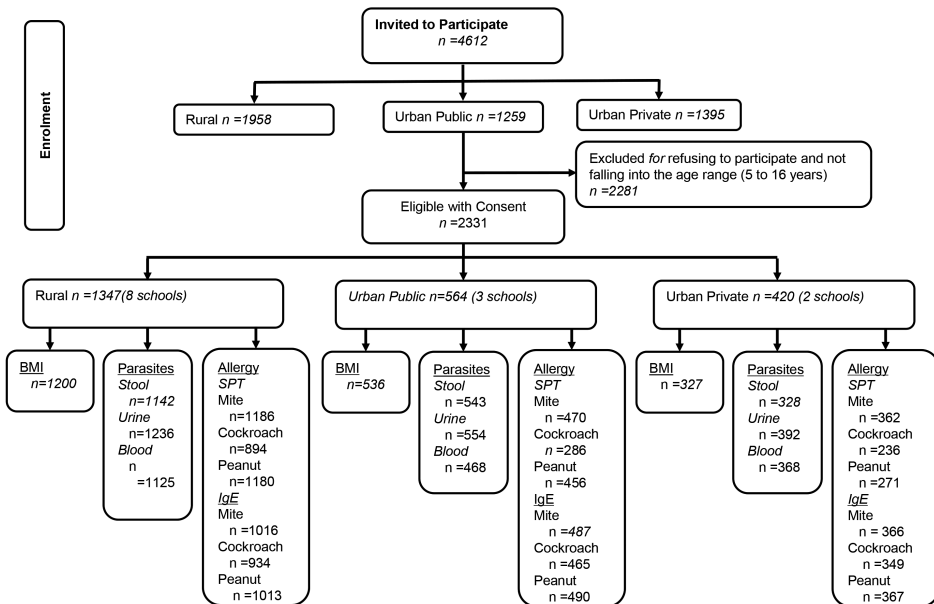 Enrolment
Invited to Participate
n =4612
Rural n =1958
Urban Public n =1259
Urban Private n =1395
Excluded for refusing to participate and not
falling into the age range (5 to 16 years)
n =2281
Eligible with Consent
n =2331
Rural n =1347(8 schools)
Urban Public n=564 (3 schools)
Urban Private n =420 (2 schools)
BMI
n=1200
Parasites
Stool
n=1142
Urine
n=1236
Blood
n
=1125
Allergy
SPT
Mite
n=1186
Cockroach
n=894
Peanut
n=1180
IgE
Mite
n =1016
Cockroach
n =934
Peanut
n =1013
BMI
n=536
Parasites
Stool
n =543
Urine
n =554
Blood
n =468
Allergy
SPT
Mite
n =470
Cockroach
n =286
Peanut
n =456
IgE
Mite
n =487
Cockroach
n =465
Peanut
n =490
BMI
n =327
Parasites
Stool
n =328
Urine
n =392
Blood
n =368
Allergy
SPT
Mite
n =362
Cockroach
n =236
Peanut
n =271
IgE
Mite
n = 366
Cockroach
n =349
Peanut
n =367